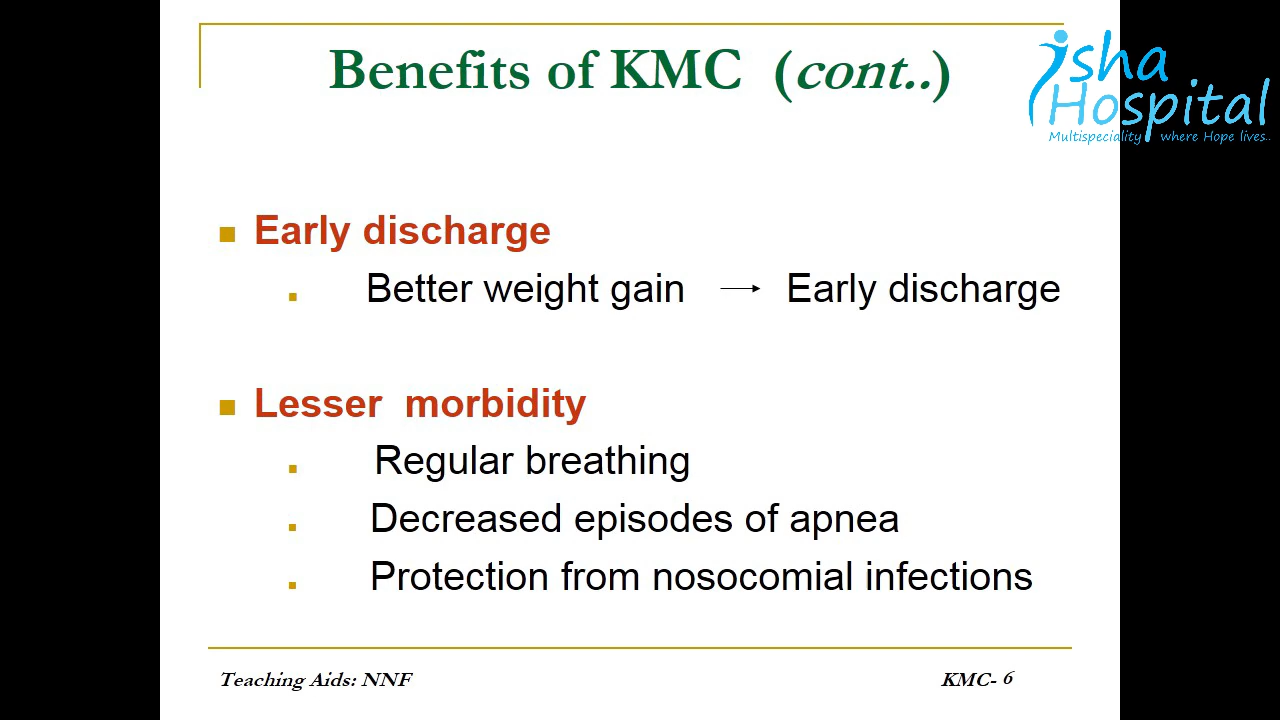 Benefits of KMC (cont..)
isha
Hospital
Multispeciality where Hope lives..
Early discharge
Better weight gain → Early discharge
Lesser morbidity
Regular breathing
Decreased episodes of apnea
Protection from nosocomial infections
Teaching Aids: NNF KMC- 6